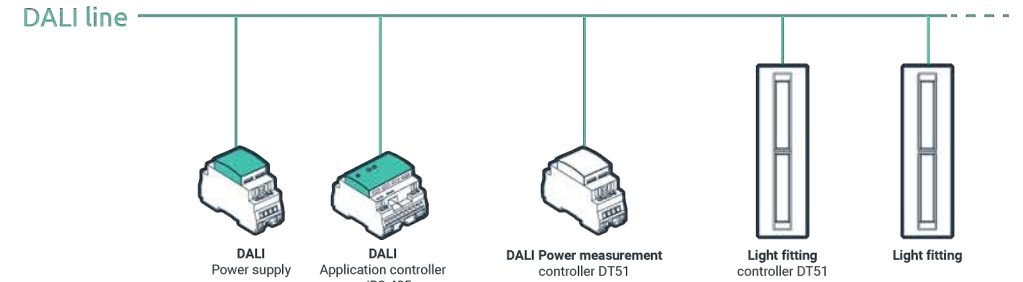 DALI line
DALI
Power supply
DALI
Application controller
DALI Power measurement
controller DT51
Light fitting
controller DT51
Light fitting